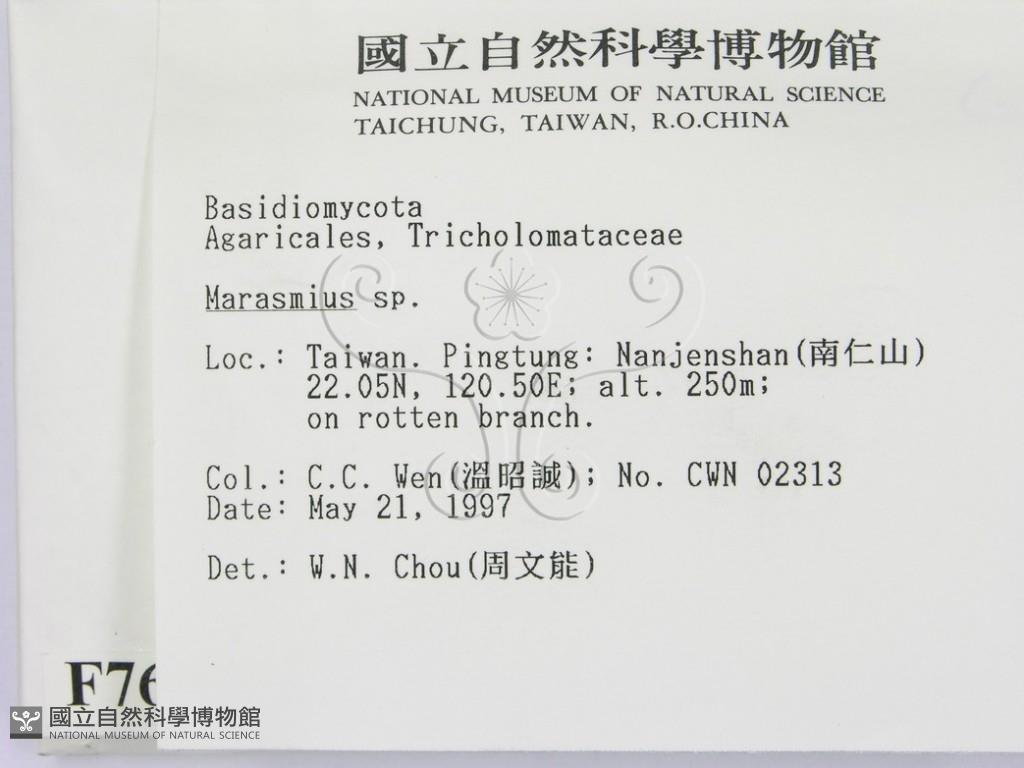 國立自然科學博物館
NATIONAL MUSEUM OF NATURAL SCIENCE
TAICHUNG, TAIWAN, R.O.CHINA
Basidiomycota
Agaricales, Tricholomataceae
Marasmius sp.
Loc.: Taiwan. Pingtung: Nanjenshan(南仁山)
22.05N, 120.50E; alt. 250m;
on rotten branch.
Col.: C.C. Wen(溫昭誠); No. CWN 02313
Date: May 21, 1997
Det.: W.N. Chou(周文能)
F76
國立自然科學博物館
NATIONAL MUSEUM OF NATURAL SCIENCE